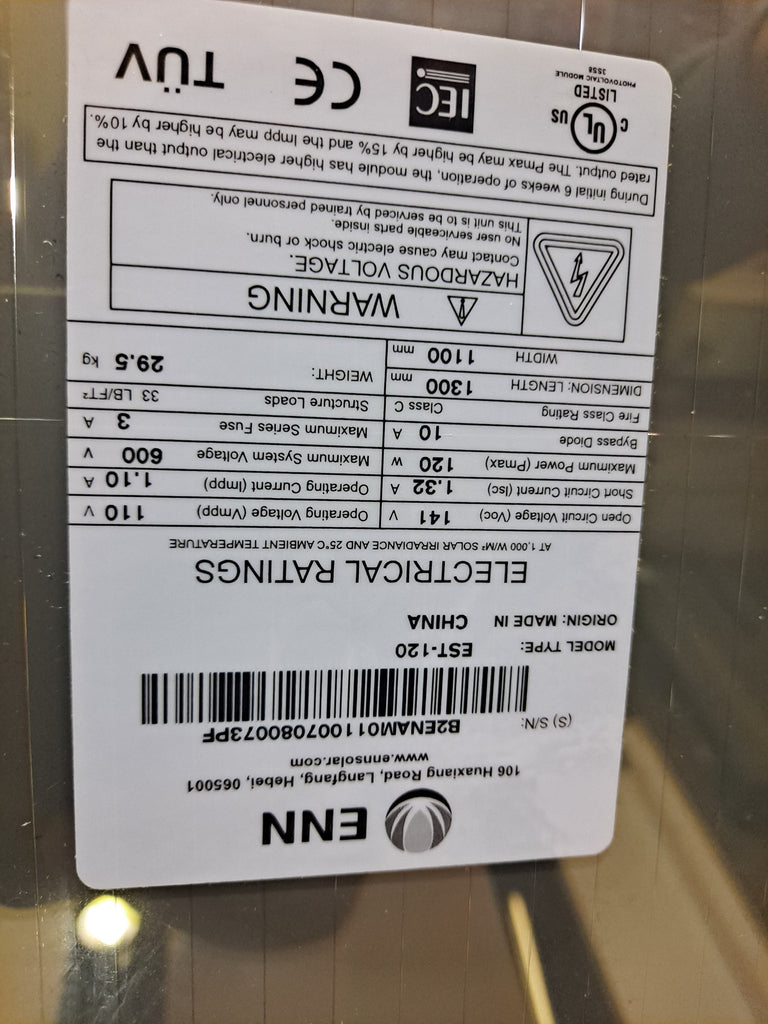 ENN
106 Huaxiang Road, Langfang, Hebei, 065001
www.ennsolar.com
(S) S/N: B2ENAM011007080073PF
MODEL TYPE: EST-120
ORIGIN: MADE IN CHINA
ELECTRICAL RATINGS
AT 1,000 W/M² SOLAR IRRADIANCE AND 25°C AMBIENT TEMPERATURE
Open Circuit Voltage (Voc) 141 V Operating Voltage (Vmpp) 110 V
Short Circuit Current (Isc) 1.32 A Operating Current (Impp) 1.10 A
Maximum Power (Pmax) 120 W Maximum System Voltage 600 V
Bypass Diode 10 A Maximum Series Fuse 3 A
Fire Class Rating Class C Structure Loads 33 LB/FT²
DIMENSION: LENGTH 1300 mm WEIGHT: 29.5 kg
WIDTH 1100 mm
WARNING
HAZARDOUS VOLTAGE.
Contact may cause electric shock or burn.
No user serviceable parts inside.
This unit is to be serviced by trained personnel only.
During initial 6 weeks of operation, the module has higher electrical output than the
rated output. The Pmax may be higher by 15% and the Impp may be higher by 10%.
C UL US IEC CE TÜV
LISTED
PHOTOVOLTAIC MODULE
3SS8